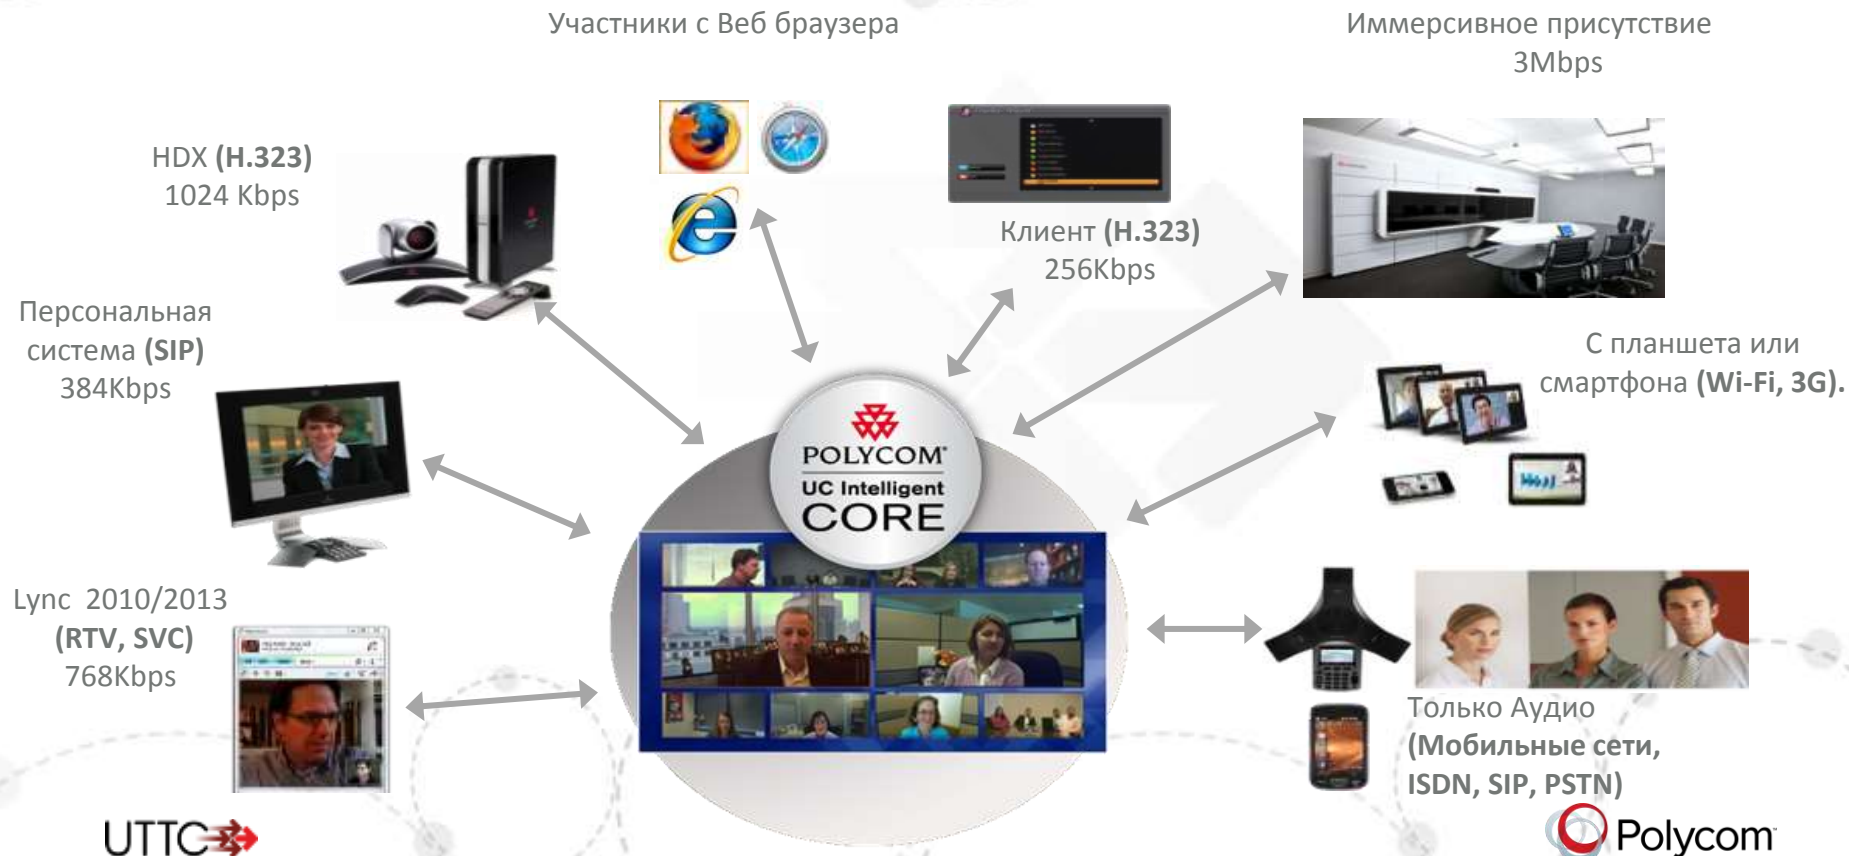 Участники с Веб браузера
Иммерсивное присутствие
3Mbps
HDX (H.323)
1024 Kbps
Клиент (H.323)
256Kbps
Персональная
система (SIP)
384Kbps
С планшета или
смартфона (Wi-Fi, 3G).
POLYCOM
UC Intelligent
CORE
Lync 2010/2013
(RTV, SVC)
768Kbps
Только Аудио
(Мобильные сети,
ISDN, SIP, PSTN)
UTTC
Polycom